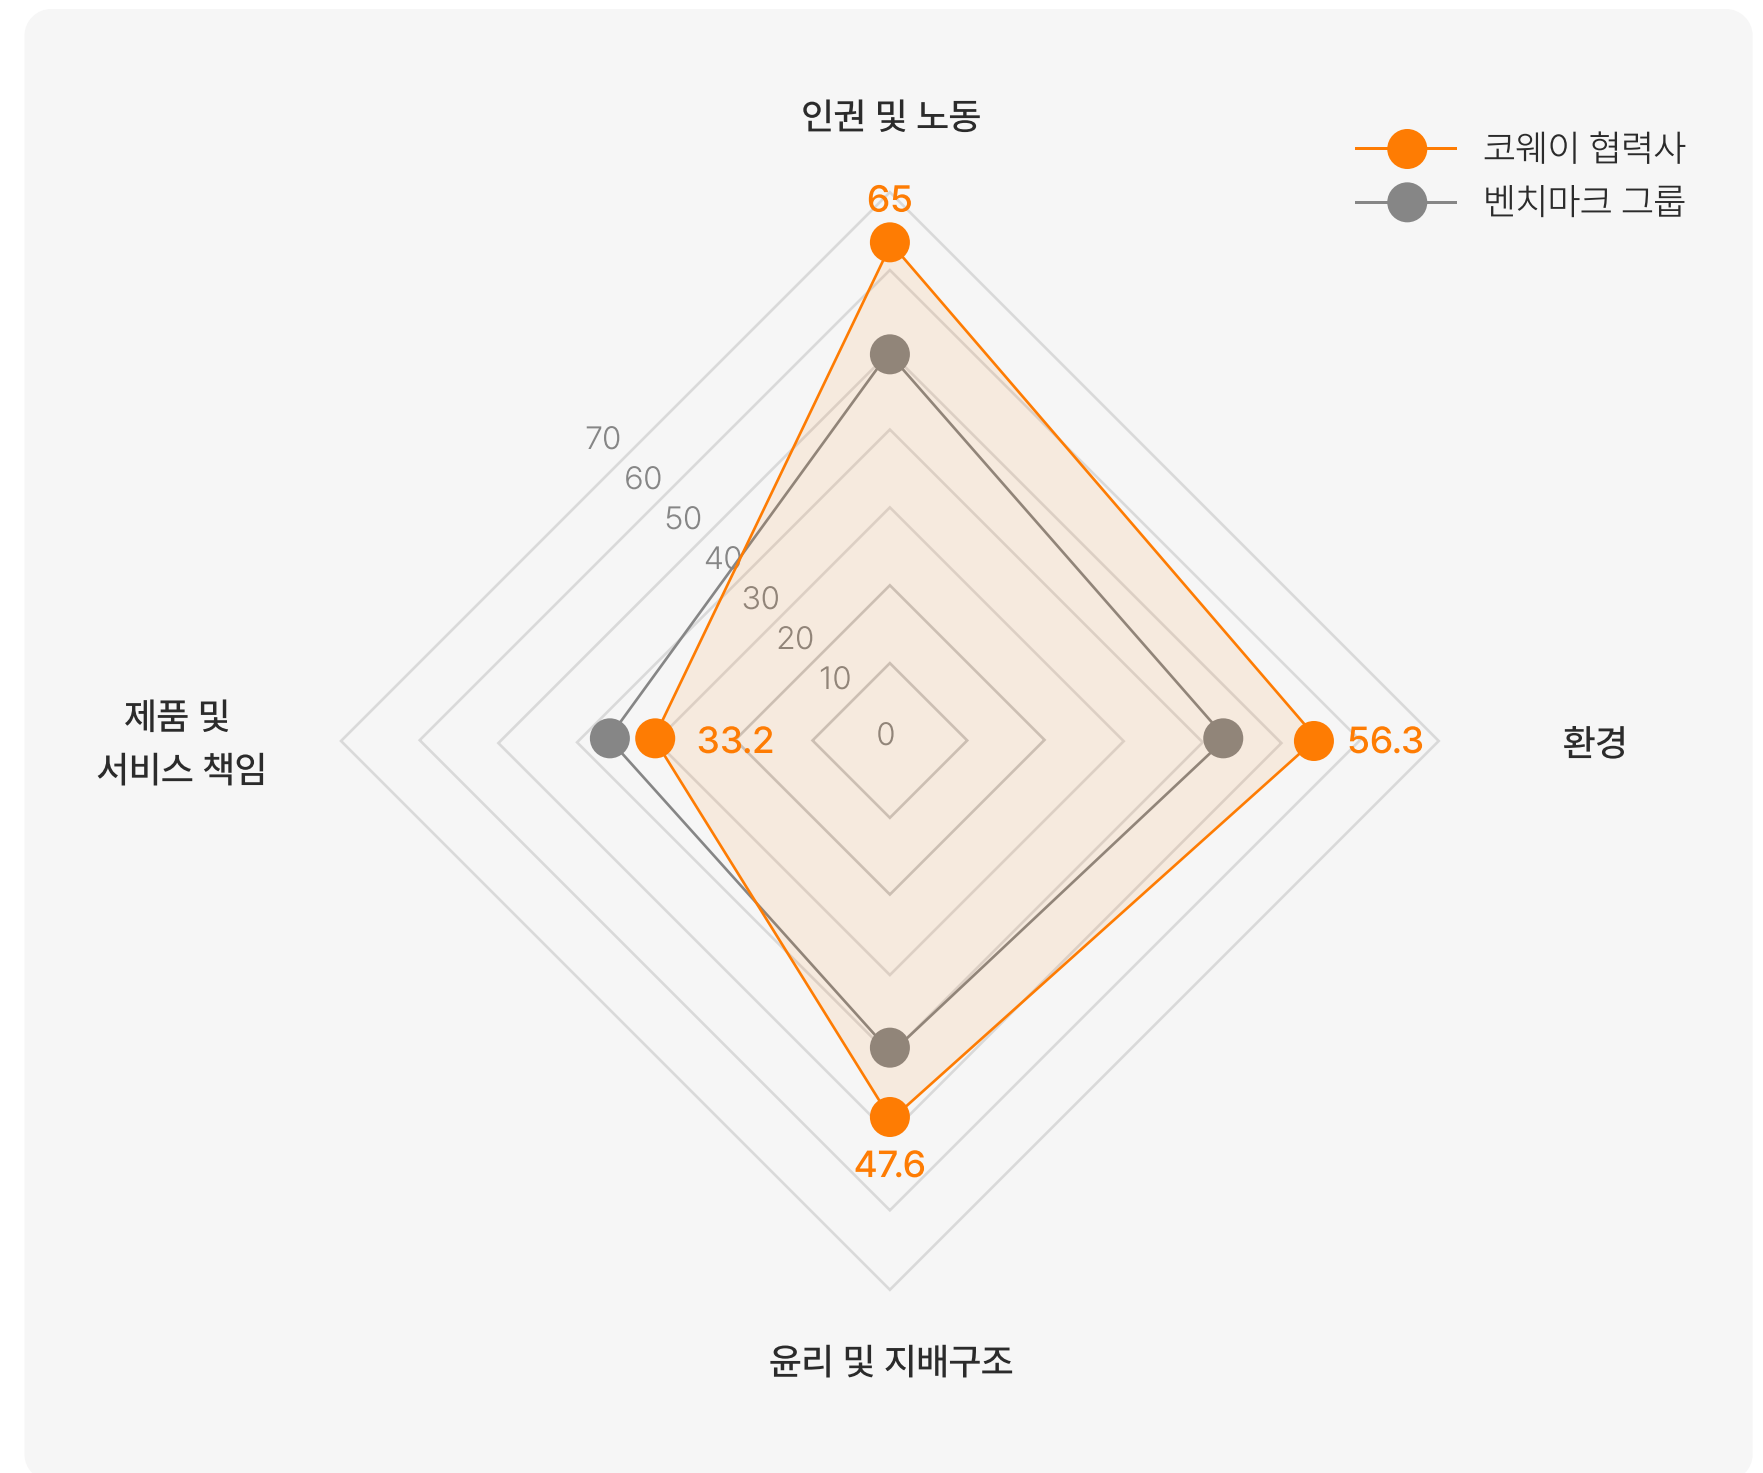 인권 및 노동
코웨이 협력사
벤치마크 그룹
65
70
60
50
40
30
20
10
0
제품 및
서비스 책임
33.2
56.3
환경
47.6
윤리 및 지배구조